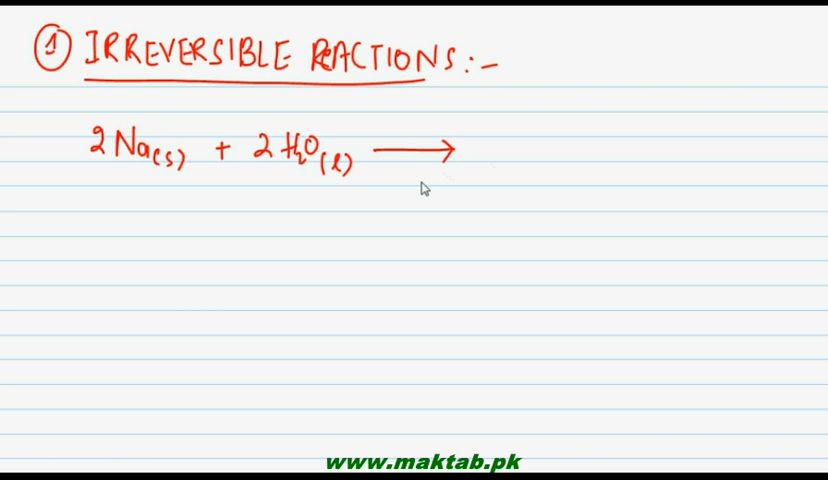 ① IRREVERSIBLE REACTIONS:-
2Na(s) + 2H₂O(l) ⟶
www.maktab.pk